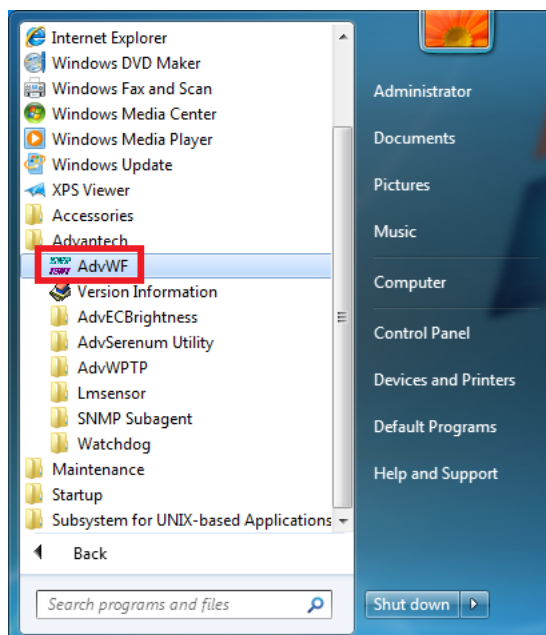 Internet Explorer
Windows DVD Maker
Windows Fax and Scan
Windows Media Center
Windows Media Player
Windows Update
XPS Viewer
Accessories
Advantech
AdvWF
Version Information
AdvECBrightness
AdvSerenum Utility
AdvWPTP
Lmsensor
SNMP Subagent
Watchdog
Maintenance
Startup
Subsystem for UNIX-based Applications
Back
Search programs and files
Administrator
Documents
Pictures
Music
Computer
Control Panel
Devices and Printers
Default Programs
Help and Support
Shut down